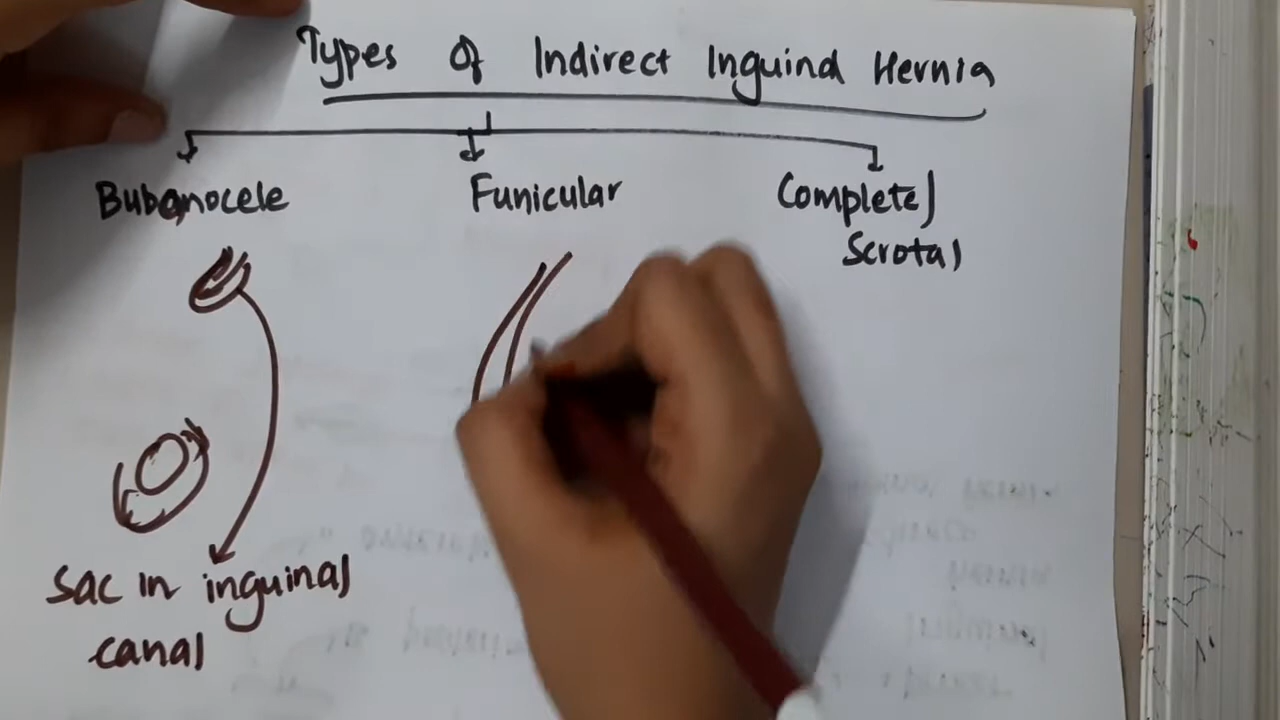 Types of Indirect Inguinal Hernia
Bubonocele
Funicular
Complete/
Scrotal
Sac in inguinal
canal